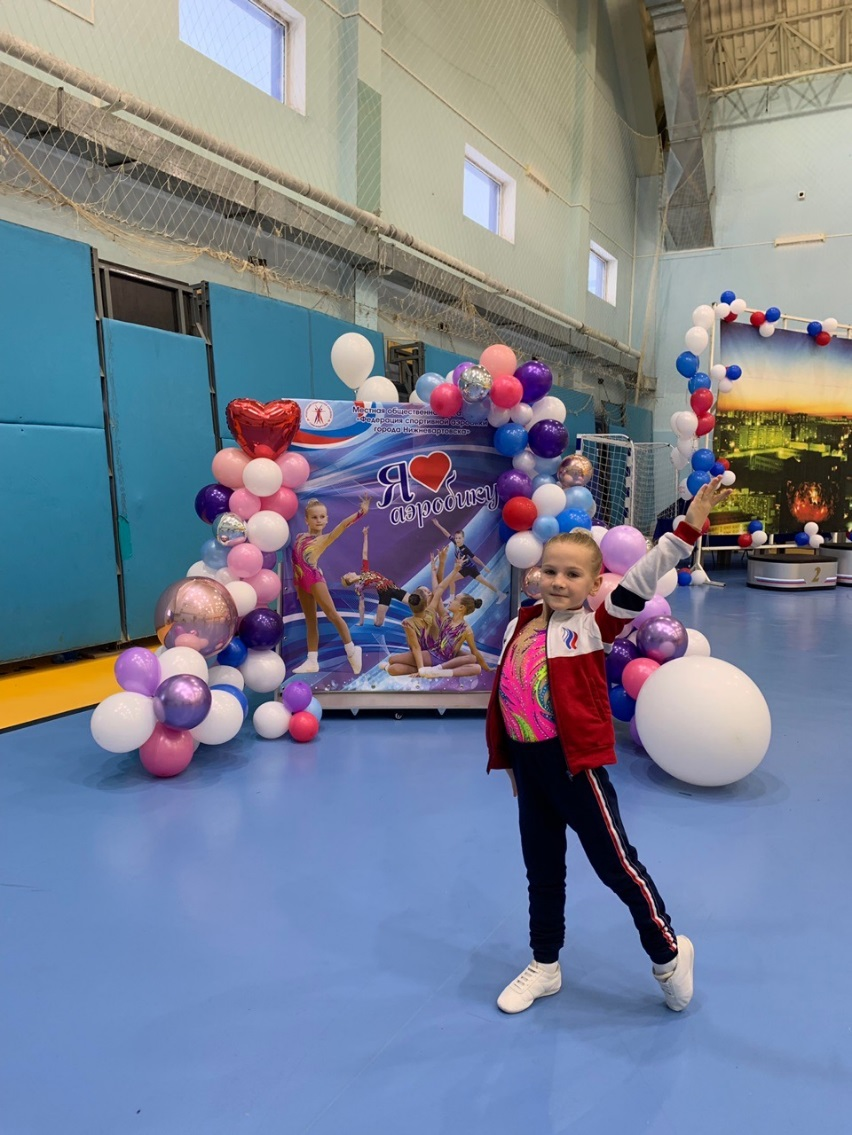 Местная общественная
«Федерация спортивной аэробики
города Нижневартовска»
Я
аэробику
2